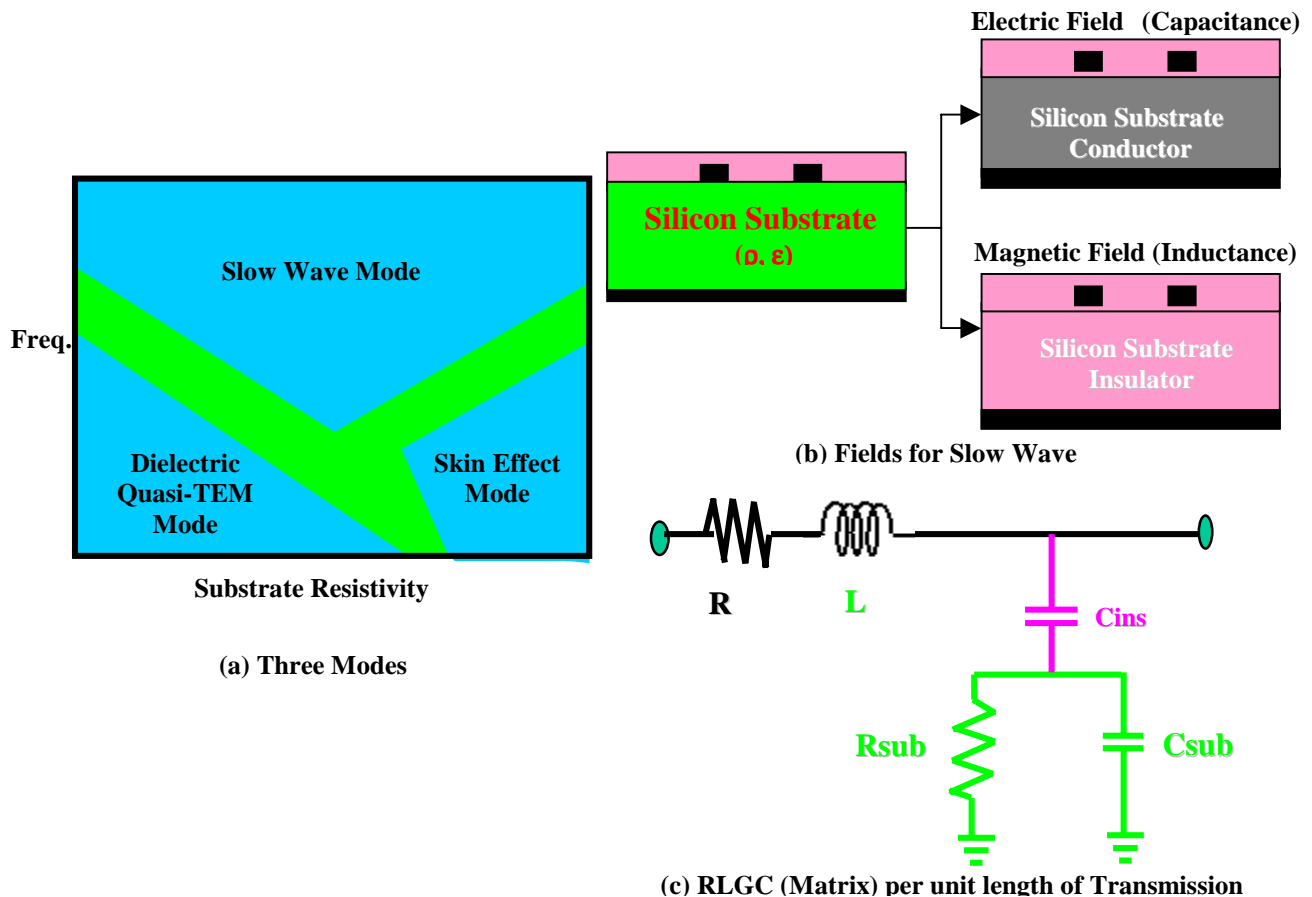 Slow Wave Mode
Freq.
Dielectric
Quasi-TEM
Mode
Skin Effect
Mode
Substrate Resistivity
(a) Three Modes
Silicon Substrate
(ρ, ε)
Electric Field (Capacitance)
Silicon Substrate
Conductor
Magnetic Field (Inductance)
Silicon Substrate
Insulator
(b) Fields for Slow Wave
R
L
Cins
Rsub
Csub
(c) RLGC (Matrix) per unit length of Transmission